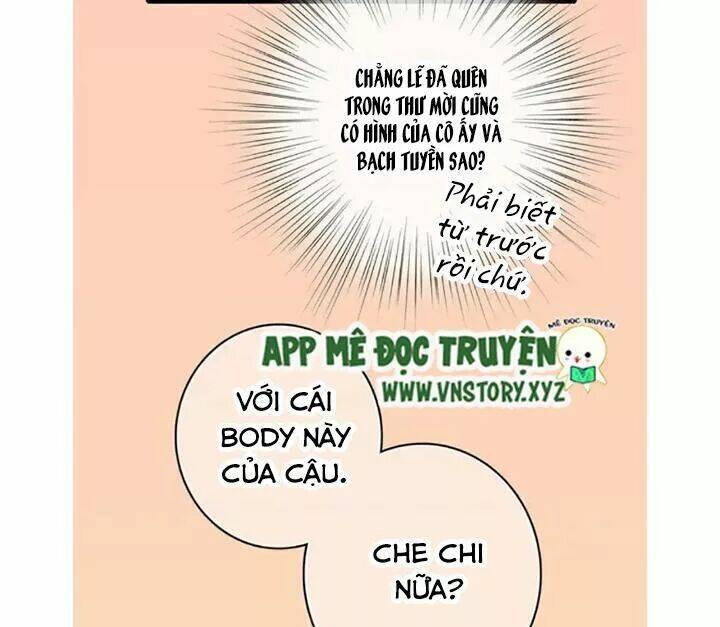 CHẲNG LẼ ĐÃ QUÊN
TRONG THƯ MỜI CŨNG
CÓ HÌNH CỦA CÔ ẤY VÀ
BẠCH TUYỀN SAO?
Phải biết
từ trước
rồi chứ.
MÊ ĐỌC TRUYỆN
APP MÊ ĐỌC TRUYỆN
WWW.VNSTORY.XYZ
VỚI CÁI
BODY NÀY
CỦA CẬU.
CHE CHI
NỮA?